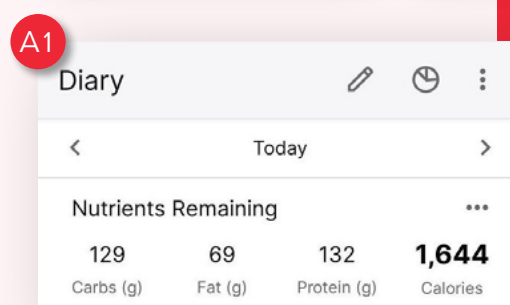 A1
Diary
Today
Nutrients Remaining
129 69 132 1,644
Carbs (g) Fat (g) Protein (g) Calories